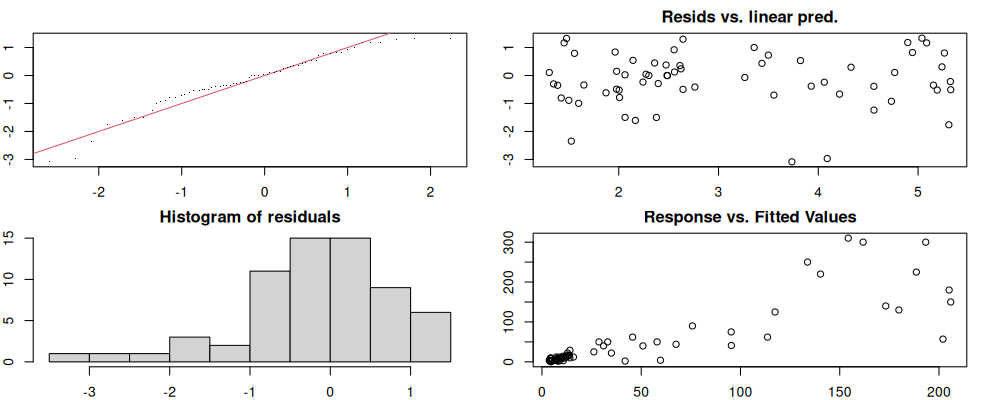 Resids vs. linear pred.
-3 -2 -1 0 1
-2 -1 0 1 2
-3 -2 -1 0 1
2 3 4 5
Histogram of residuals
Response vs. Fitted Values
0 5 10 15
-3 -2 -1 0 1
0 100 200 300
0 50 100 150 200